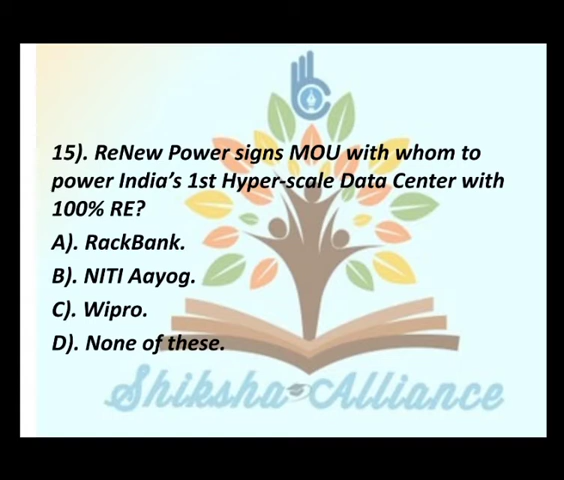 15). ReNew Power signs MOU with whom to
power India's 1st Hyper-scale Data Center with
100% RE?
A). RackBank.
B). NITI Aayog.
C). Wipro.
D). None of these.
Shiksha Alliance